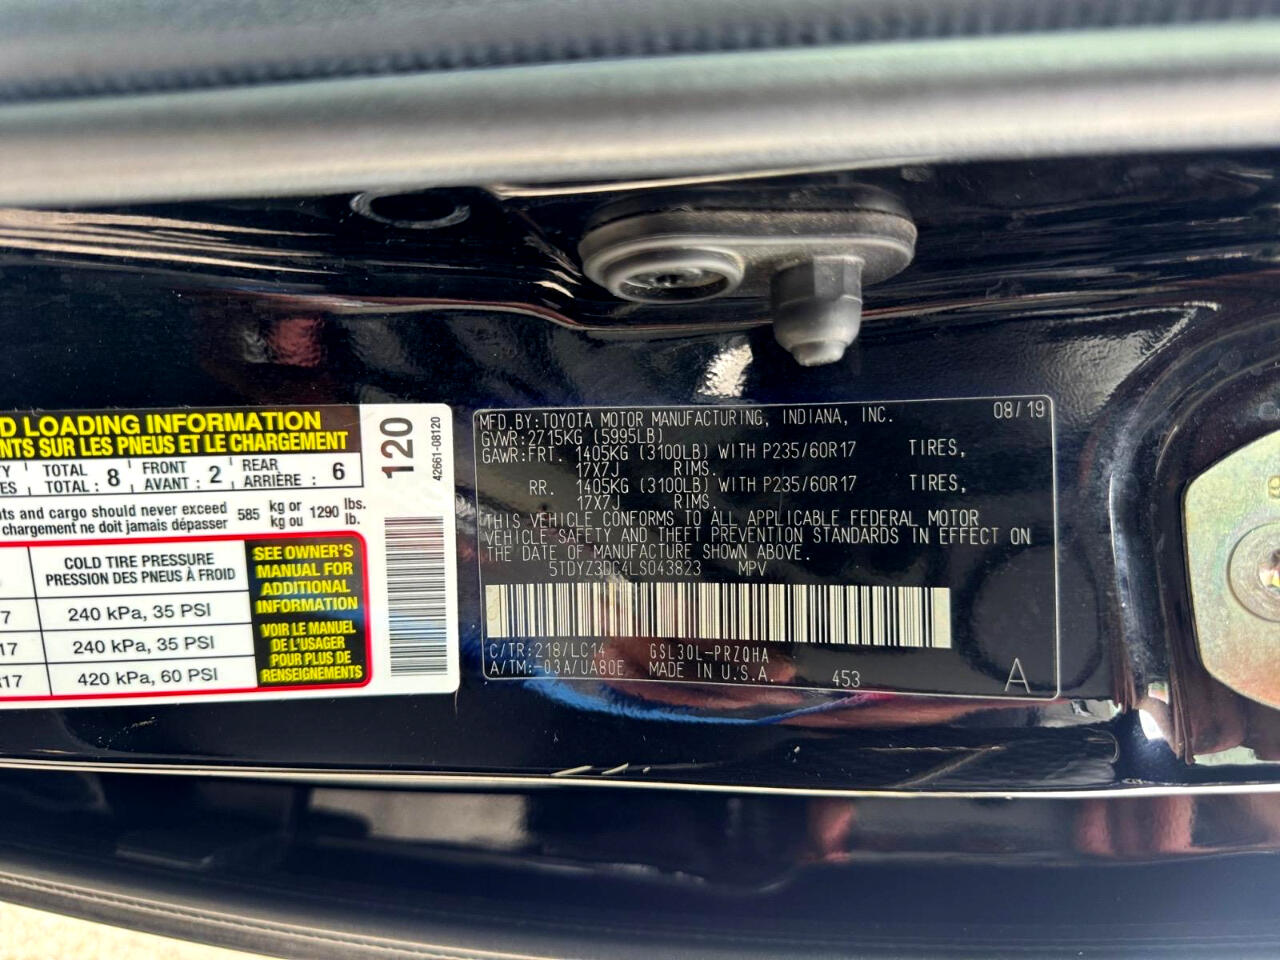 D LOADING INFORMATION
NTS SUR LES PNEUS ET LE CHARGEMENT
TOTAL
TOTAL : 8
FRONT
AVANT : 2
REAR
ARRIÈRE : 6
and cargo should never exceed 585 kg or 1290 lbs.
chargement ne doit jamais dépasser kg ou lb.
COLD TIRE PRESSURE
PRESSION DES PNEUS À FROID
7 240 kPa, 35 PSI
17 240 kPa, 35 PSI
R17 420 kPa, 60 PSI
SEE OWNER'S
MANUAL FOR
ADDITIONAL
INFORMATION
VOIR LE MANUEL
DE L'USAGER
POUR PLUS DE
RENSEIGNEMENTS
120
42661-08120
MFD.BY:TOYOTA MOTOR MANUFACTURING, INDIANA, INC. 08/19
GVWR:2715KG (5995LB)
GAWR:FRT. 1405KG (3100LB) WITH P235/60R17 TIRES,
17X7J RIMS.
RR. 1405KG (3100LB) WITH P235/60R17 TIRES,
17X7J RIMS.
THIS VEHICLE CONFORMS TO ALL APPLICABLE FEDERAL MOTOR
VEHICLE SAFETY AND THEFT PREVENTION STANDARDS IN EFFECT ON
THE DATE OF MANUFACTURE SHOWN ABOVE.
5TDYZ3DC4LS043823 MPV
C/TR:218/LC14 GSL30L-PRZQHA
A/TM:-03A/UA80E MADE IN U.S.A. 453 A